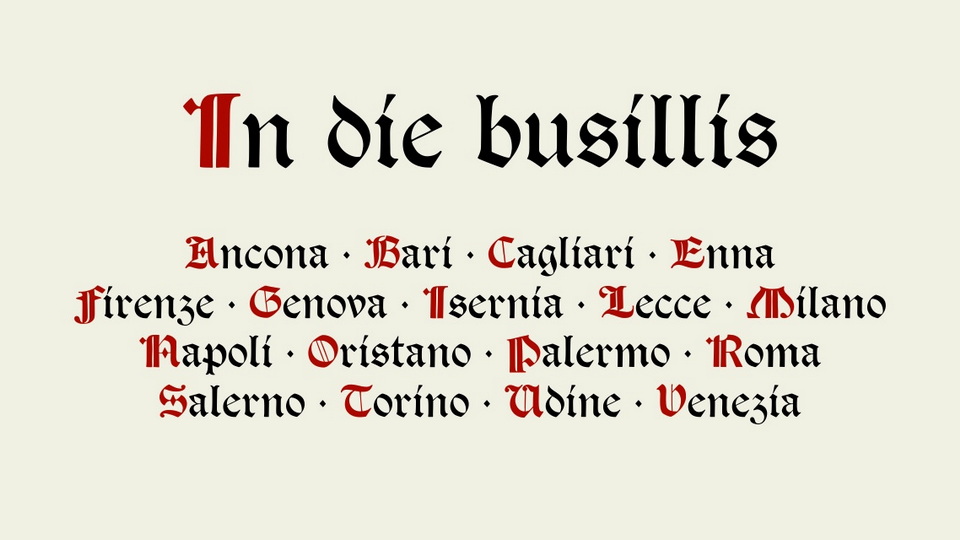 In die busillis
Ancona · Bari · Cagliari · Enna
Firenze · Genova · Isernia · Lecce · Milano
Napoli · Oristano · Palermo · Roma
Salerno · Torino · Udine · Venezia